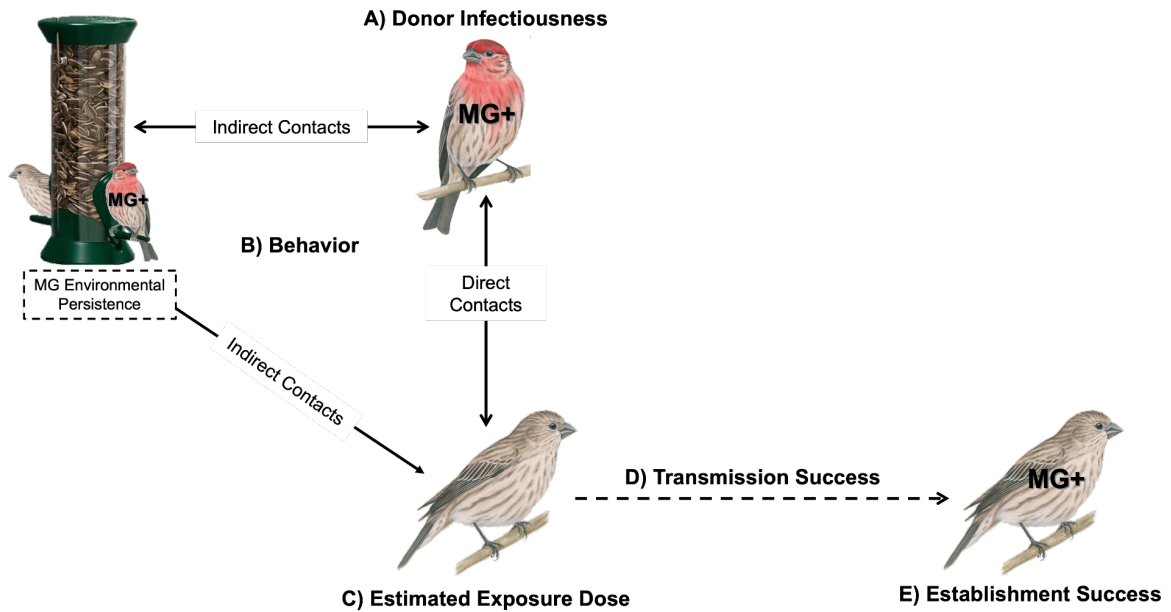 A) Donor Infectiousness
MG+
Indirect Contacts
MG+
B) Behavior
MG Environmental
Persistence
Direct
Contacts
Indirect Contacts
D) Transmission Success
MG+
C) Estimated Exposure Dose
E) Establishment Success